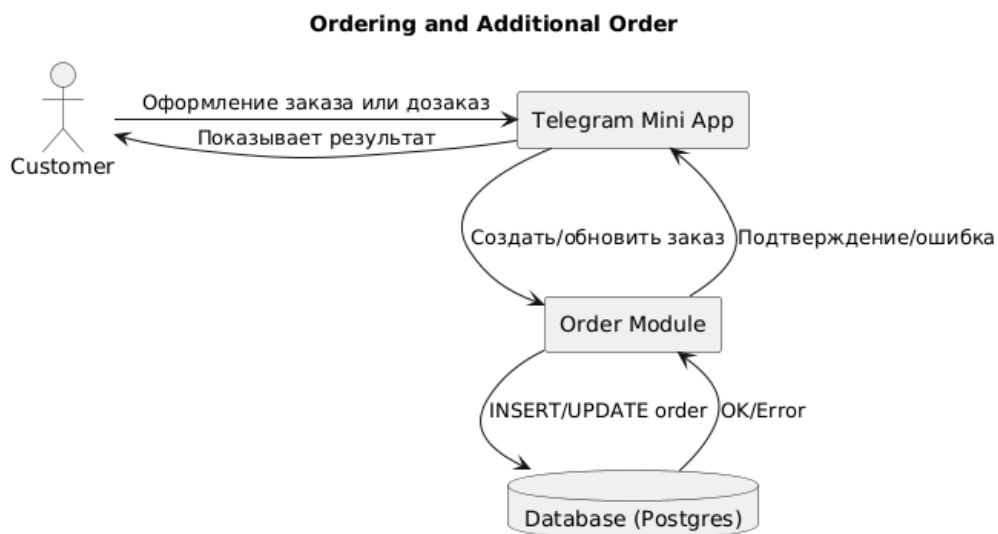 Ordering and Additional Order
Оформление заказа или дозаказ
Telegram Mini App
Показывает результат
Customer
Создать/обновить заказ
Подтверждение/ошибка
Order Module
INSERT/UPDATE order
OK/Error
Database (Postgres)